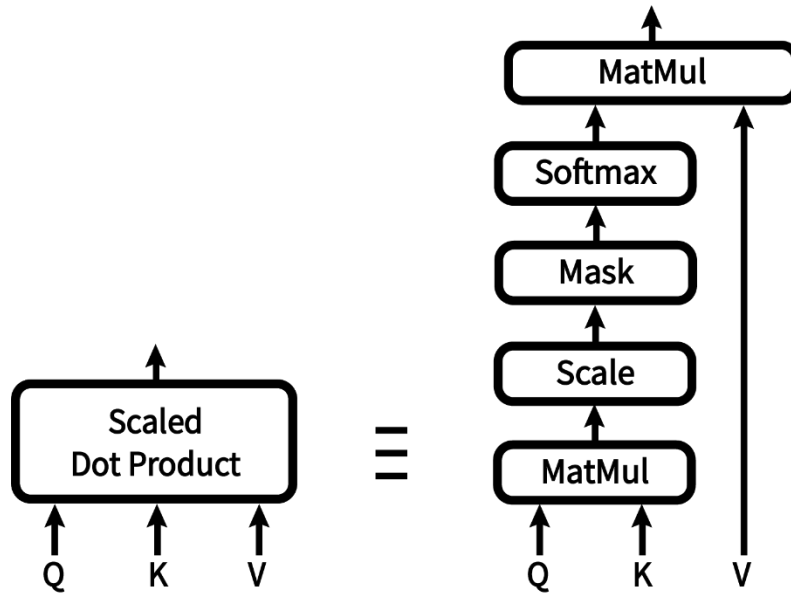 MatMul
Softmax
Mask
Scale
MatMul
Q K V
Scaled
Dot Product
Q K V